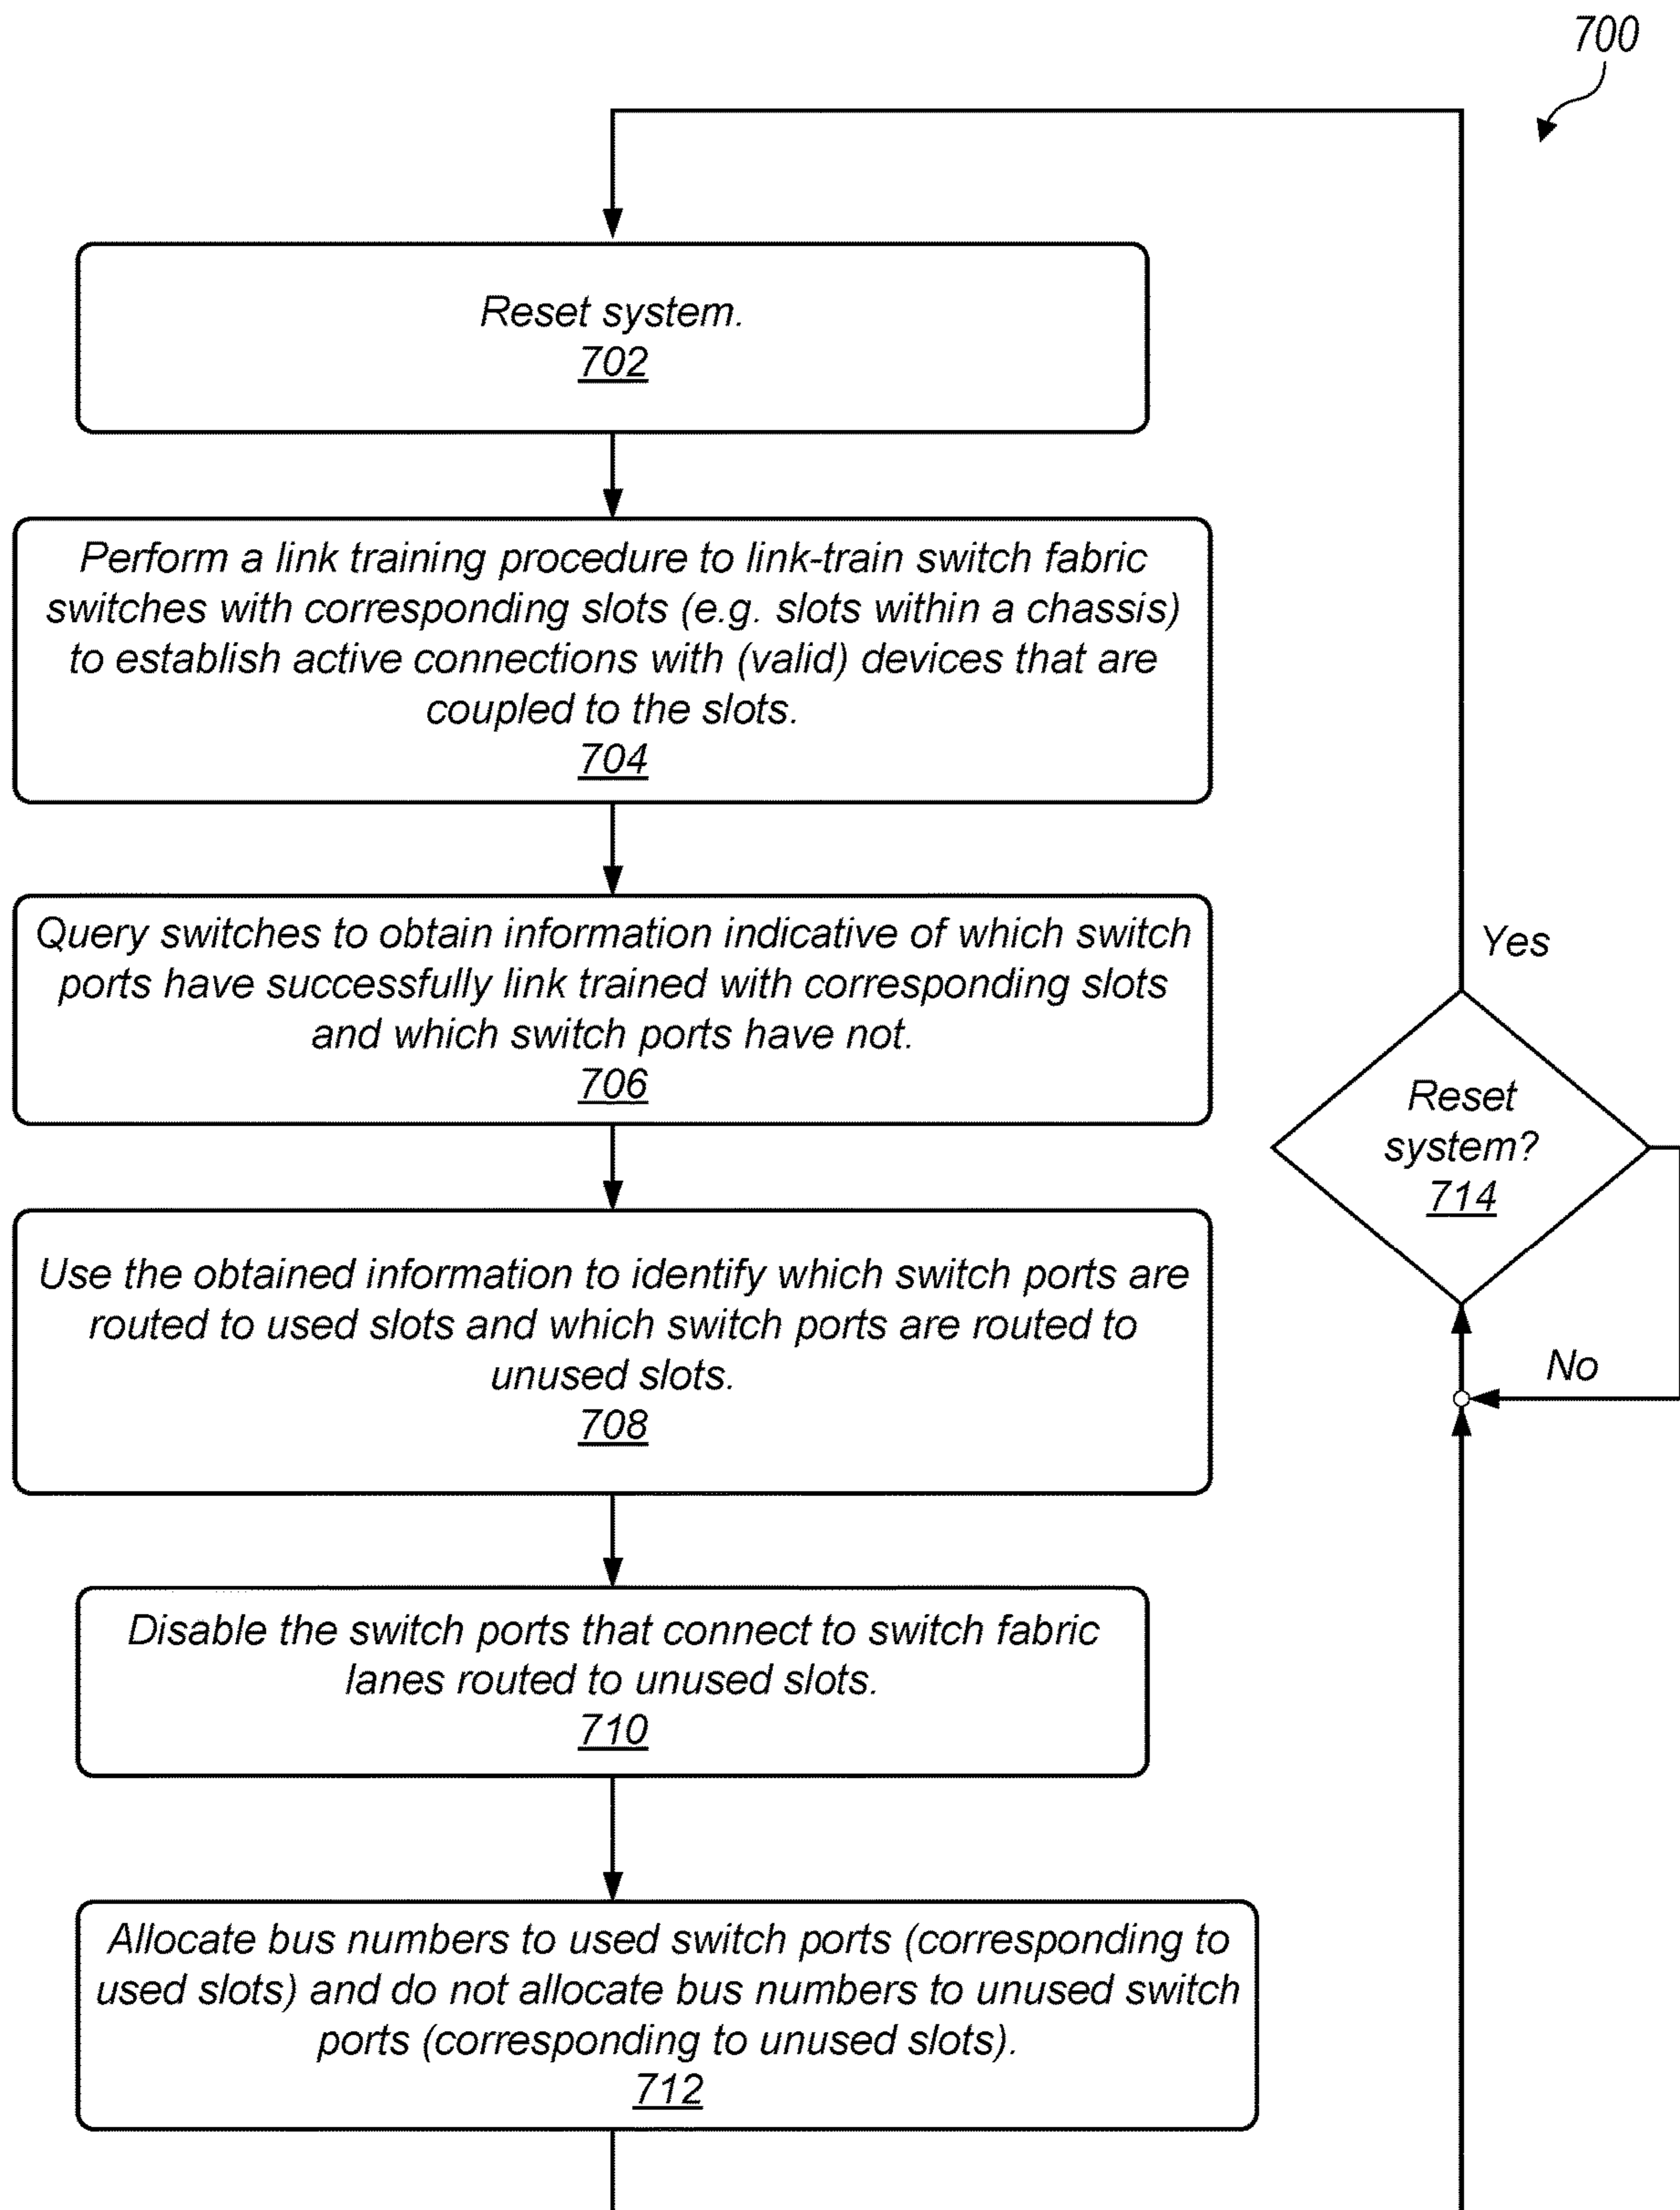 700
Reset system.
702
Perform a link training procedure to link-train switch fabric
switches with corresponding slots (e.g. slots within a chassis)
to establish active connections with (valid) devices that are
coupled to the slots.
704
Query switches to obtain information indicative of which switch
ports have successfully link trained with corresponding slots
and which switch ports have not.
706
Yes
Reset
system?
714
Use the obtained information to identify which switch ports are
routed to used slots and which switch ports are routed to
unused slots.
708
No
Disable the switch ports that connect to switch fabric
lanes routed to unused slots.
710
Allocate bus numbers to used switch ports (corresponding to
used slots) and do not allocate bus numbers to unused switch
ports (corresponding to unused slots).
712